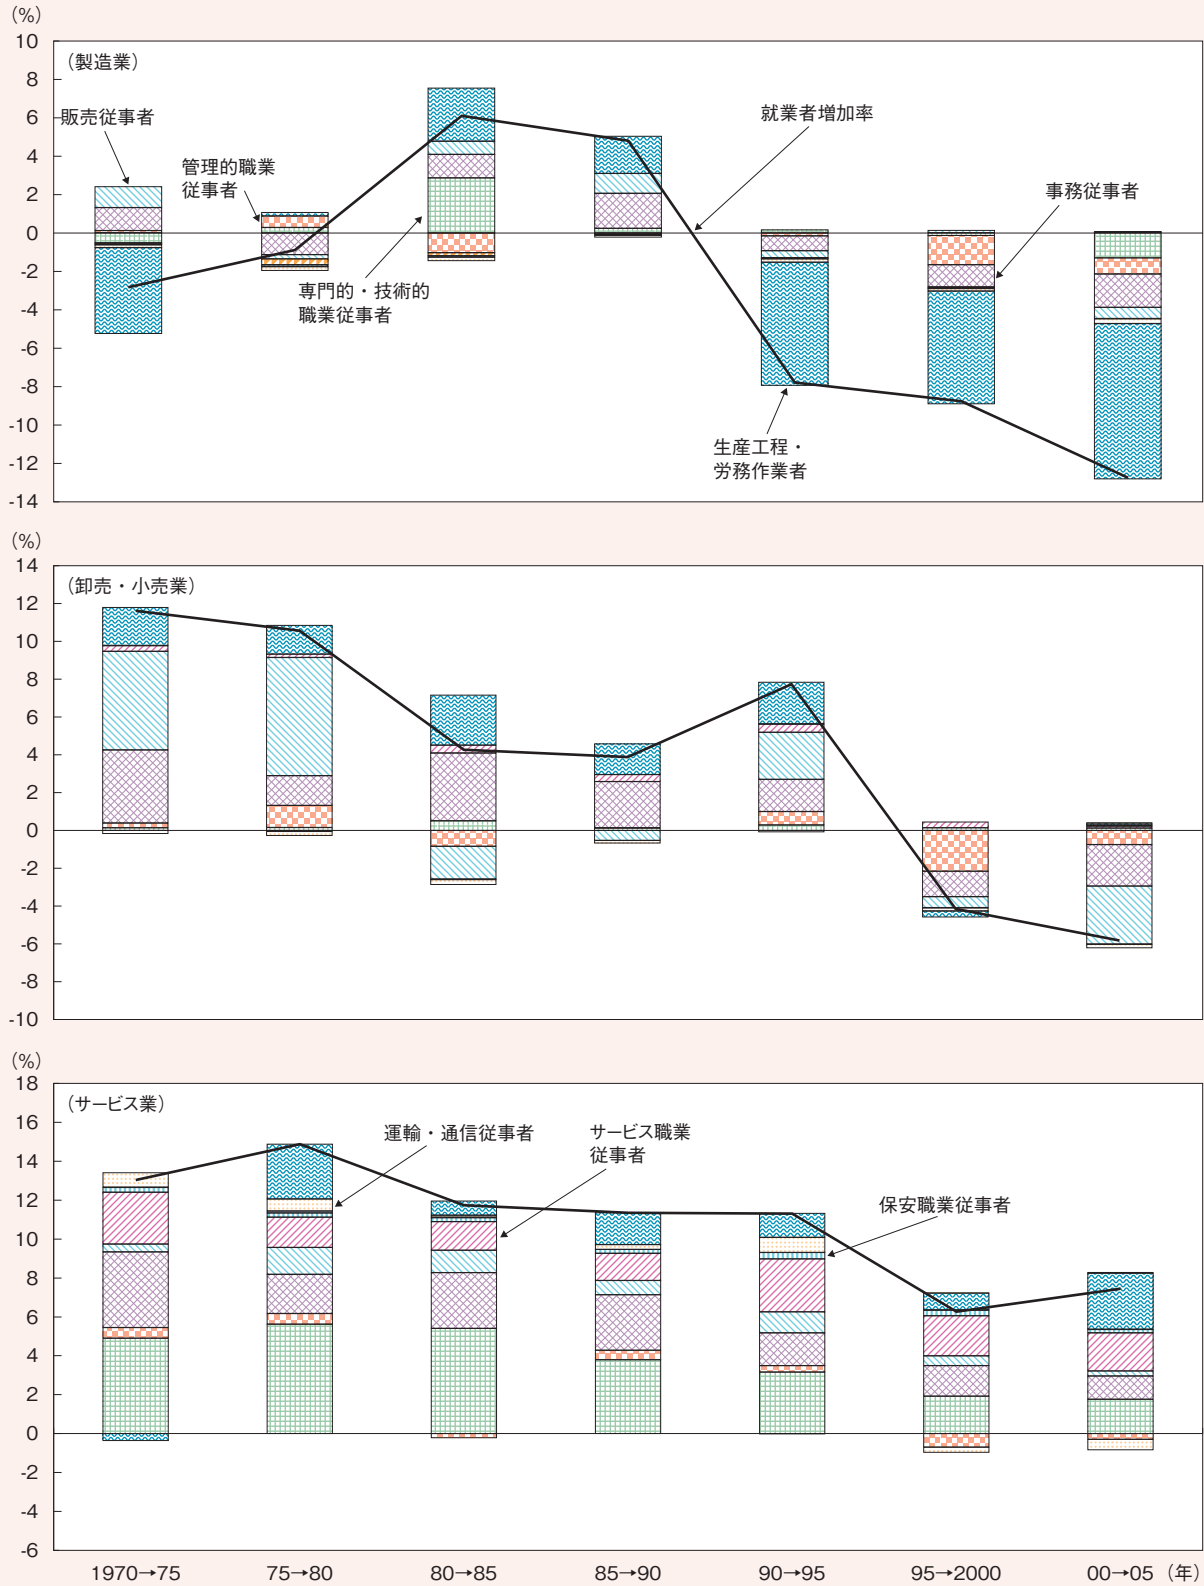 (%)
10
8
6
4
2
0
-2
-4
-6
-8
-10
-12
-14
（製造業）
販売従事者
管理的職業
従事者
専門的・技術的
職業従事者
就業者増加率
事務従事者
生産工程・
労務作業者
(%)
14
12
10
8
6
4
2
0
-2
-4
-6
-8
-10
（卸売・小売業）
(%)
18
16
14
12
10
8
6
4
2
0
-2
-4
-6
（サービス業）
運輸・通信従事者
サービス職業
従事者
保安職業従事者
1970→75 75→80 80→85 85→90 90→95 95→2000 00→05 （年）